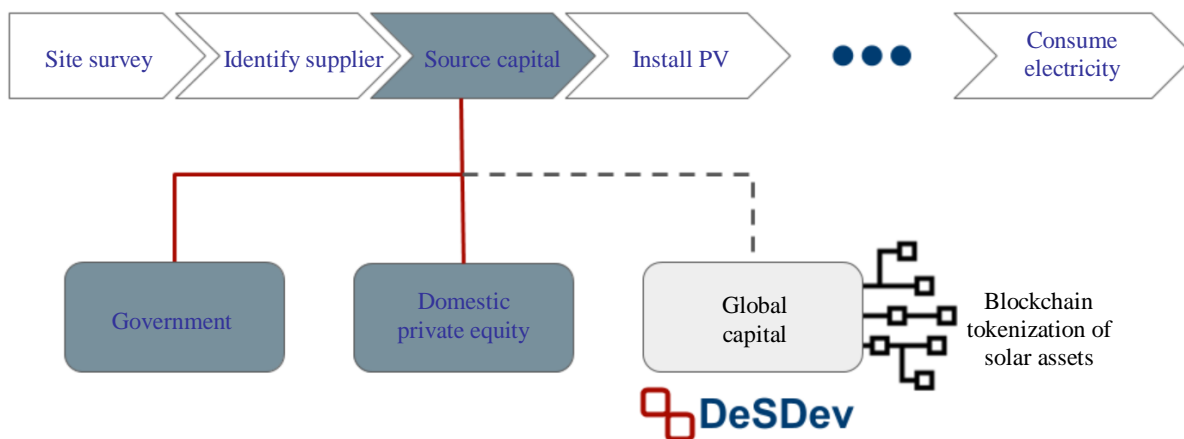 Site survey
Identify supplier
Source capital
Install PV
Consume
electricity
Government
Domestic
private equity
Global
capital
Blockchain
tokenization of
solar assets
DeSDev